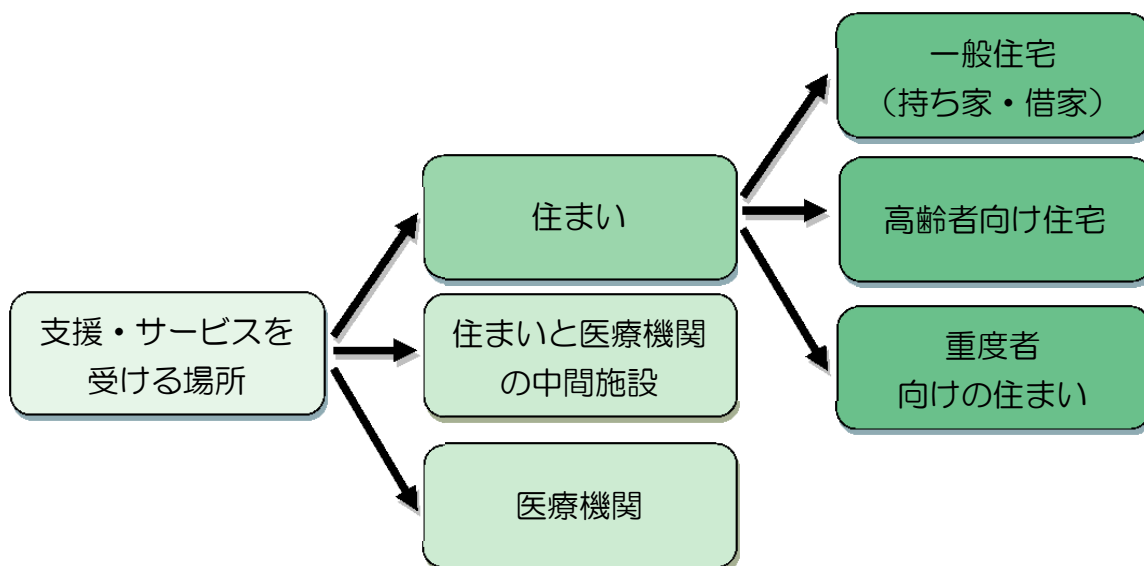 支援・サービスを
受ける場所
住まい
住まいと医療機関
の中間施設
医療機関
一般住宅
（持ち家・借家）
高齢者向け住宅
重度者
向けの住まい